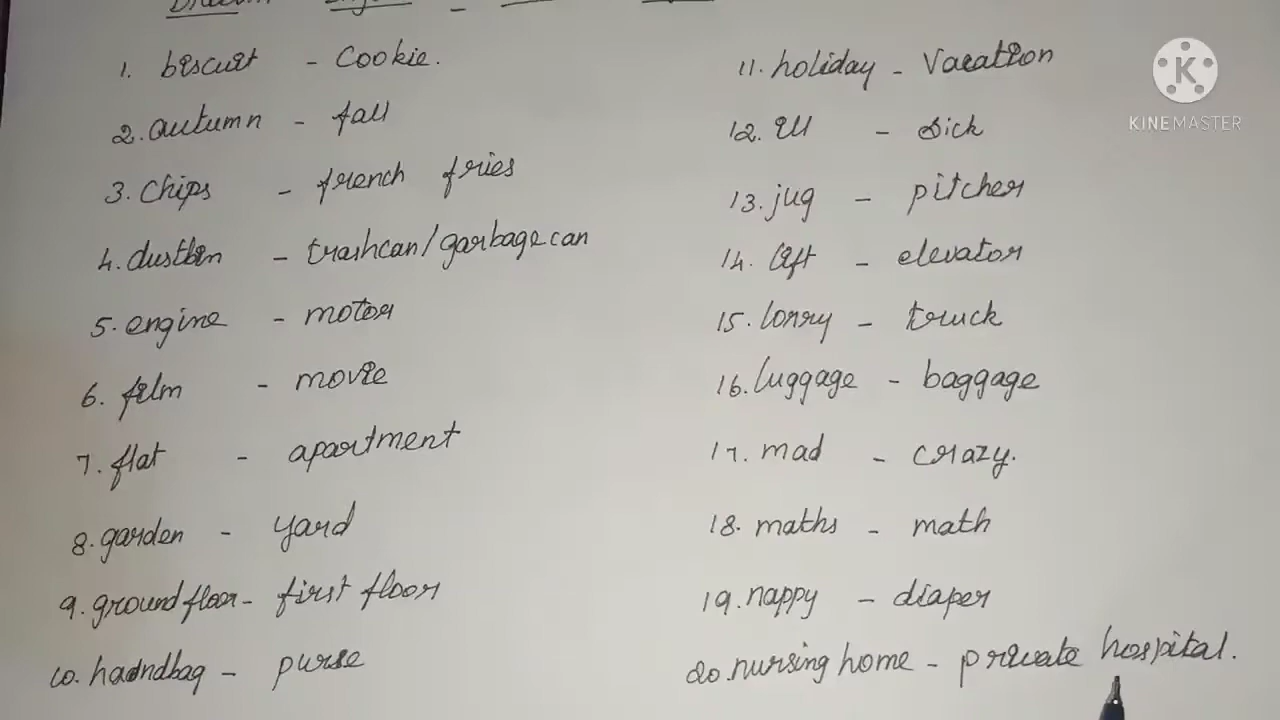 1. biscuit - Cookie.
2. autumn - fall
3. Chips - french fries
4. dustbin - trashcan/garbage can
5. engine - motor
6. film - movie
7. flat - apartment
8. garden - yard
9. ground floor - first floor
10. handbag - purse
11. holiday - Vacation
12. ill - Sick
13. jug - pitcher
14. lift - elevator
15. lorry - truck
16. luggage - baggage
17. mad - crazy.
18. maths - math
19. nappy - diaper
20. nursing home - private hospital.
K
KINEMASTER